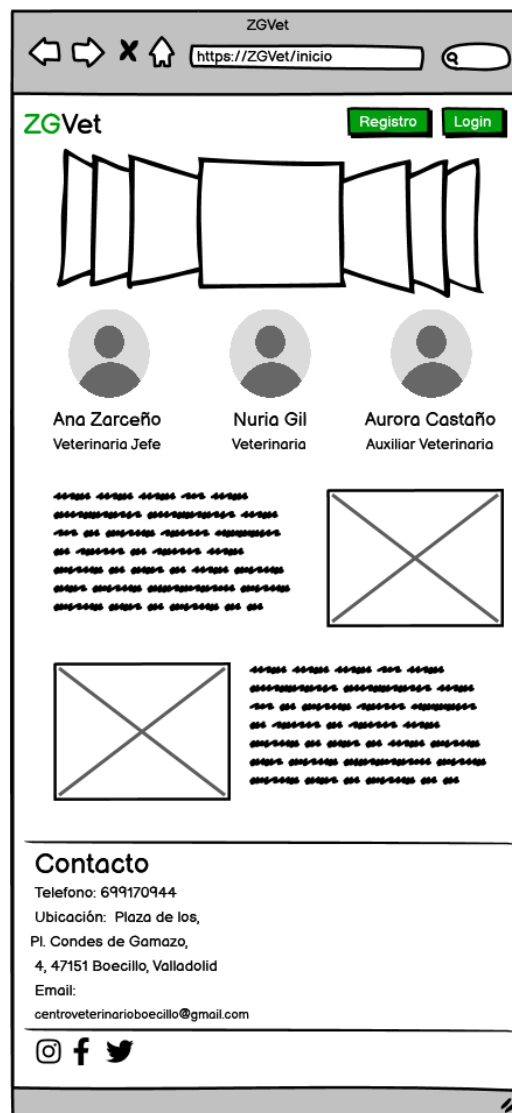 ZGVet
https://ZGVet/inicio
ZGVet
Registro
Login
Ana Zarceño
Veterinaria Jefe
Nuria Gil
Veterinaria
Aurora Castaño
Auxiliar Veterinaria
Contacto
Telefono: 699170944
Ubicación: Plaza de los,
Pl. Condes de Gamazo,
4, 47151 Boecillo, Valladolid
Email:
centroveterinarioboecillo@gmail.com